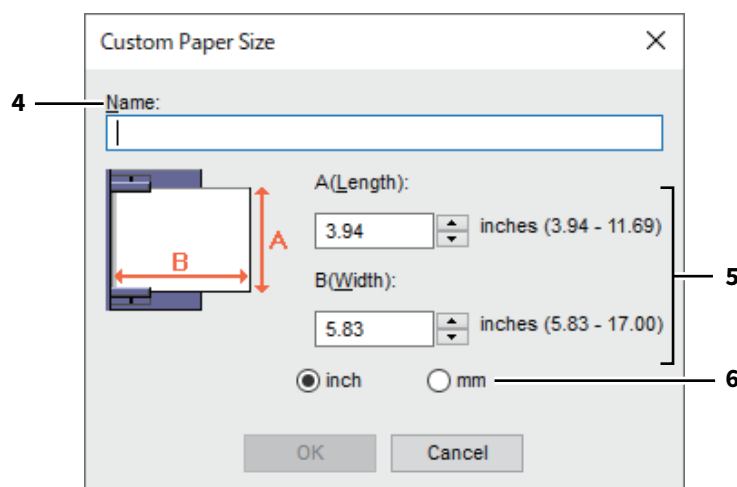 Custom Paper Size
4
Name:
A(Length):
3.94 inches (3.94 - 11.69)
A
B
B(Width):
5
5.83 inches (5.83 - 17.00)
inch mm
6
OK Cancel